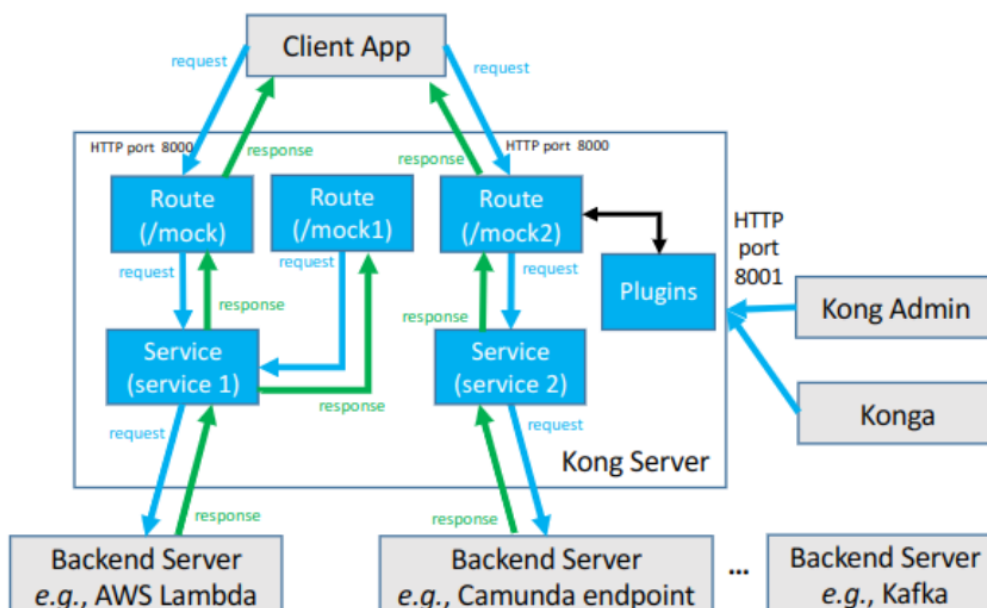 Client App
request
request
HTTP port 8000
response
response
HTTP port 8000
Route
(/mock)
Route
(/mock1)
Route
(/mock2)
HTTP
port
8001
Plugins
Kong Admin
request
request
request
response
response
Service
(service 1)
Service
(service 2)
response
Konga
request
request
Kong Server
response
response
Backend Server
e.g., AWS Lambda
Backend Server
e.g., Camunda endpoint
...
Backend Server
e.g., Kafka